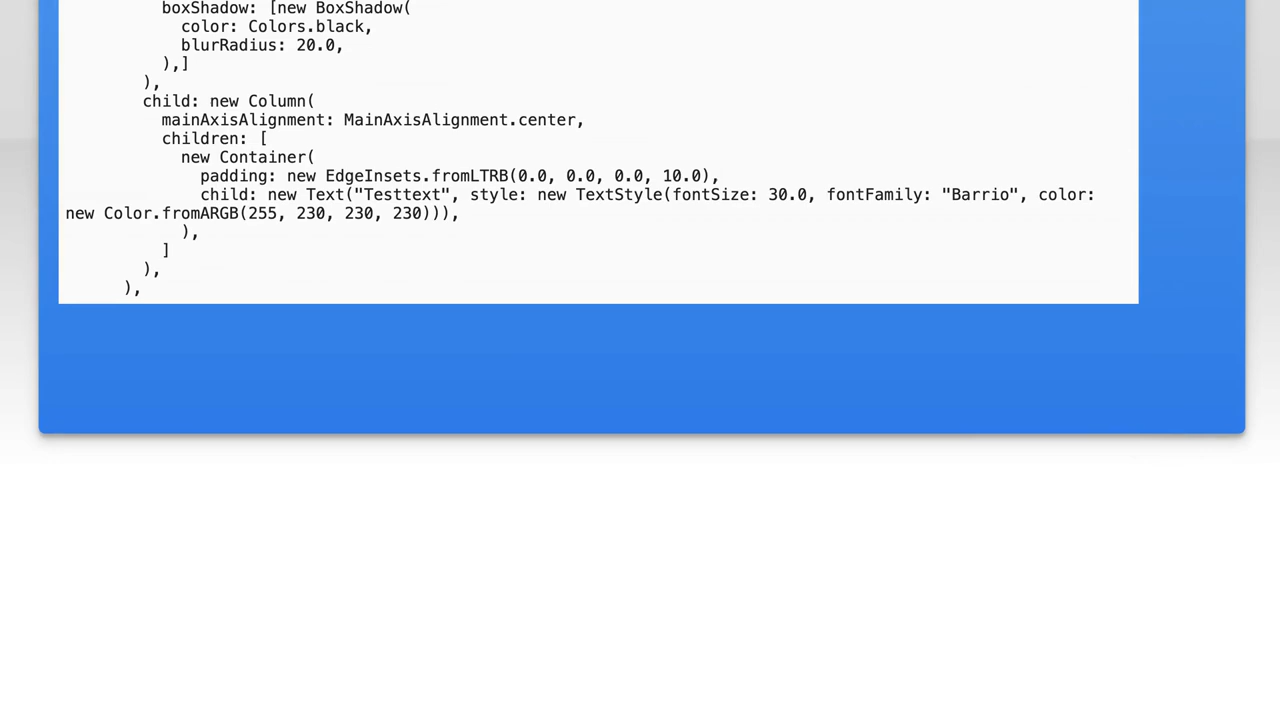 boxShadow: [new BoxShadow(
color: Colors.black,
blurRadius: 20.0,
),]
),
child: new Column(
mainAxisAlignment: MainAxisAlignment.center,
children: [
new Container(
padding: new EdgeInsets.fromLTRB(0.0, 0.0, 0.0, 10.0),
child: new Text("Testtext", style: new TextStyle(fontSize: 30.0, fontFamily: "Barrio", color:
new Color.fromARGB(255, 230, 230, 230))),
),
]
),
),